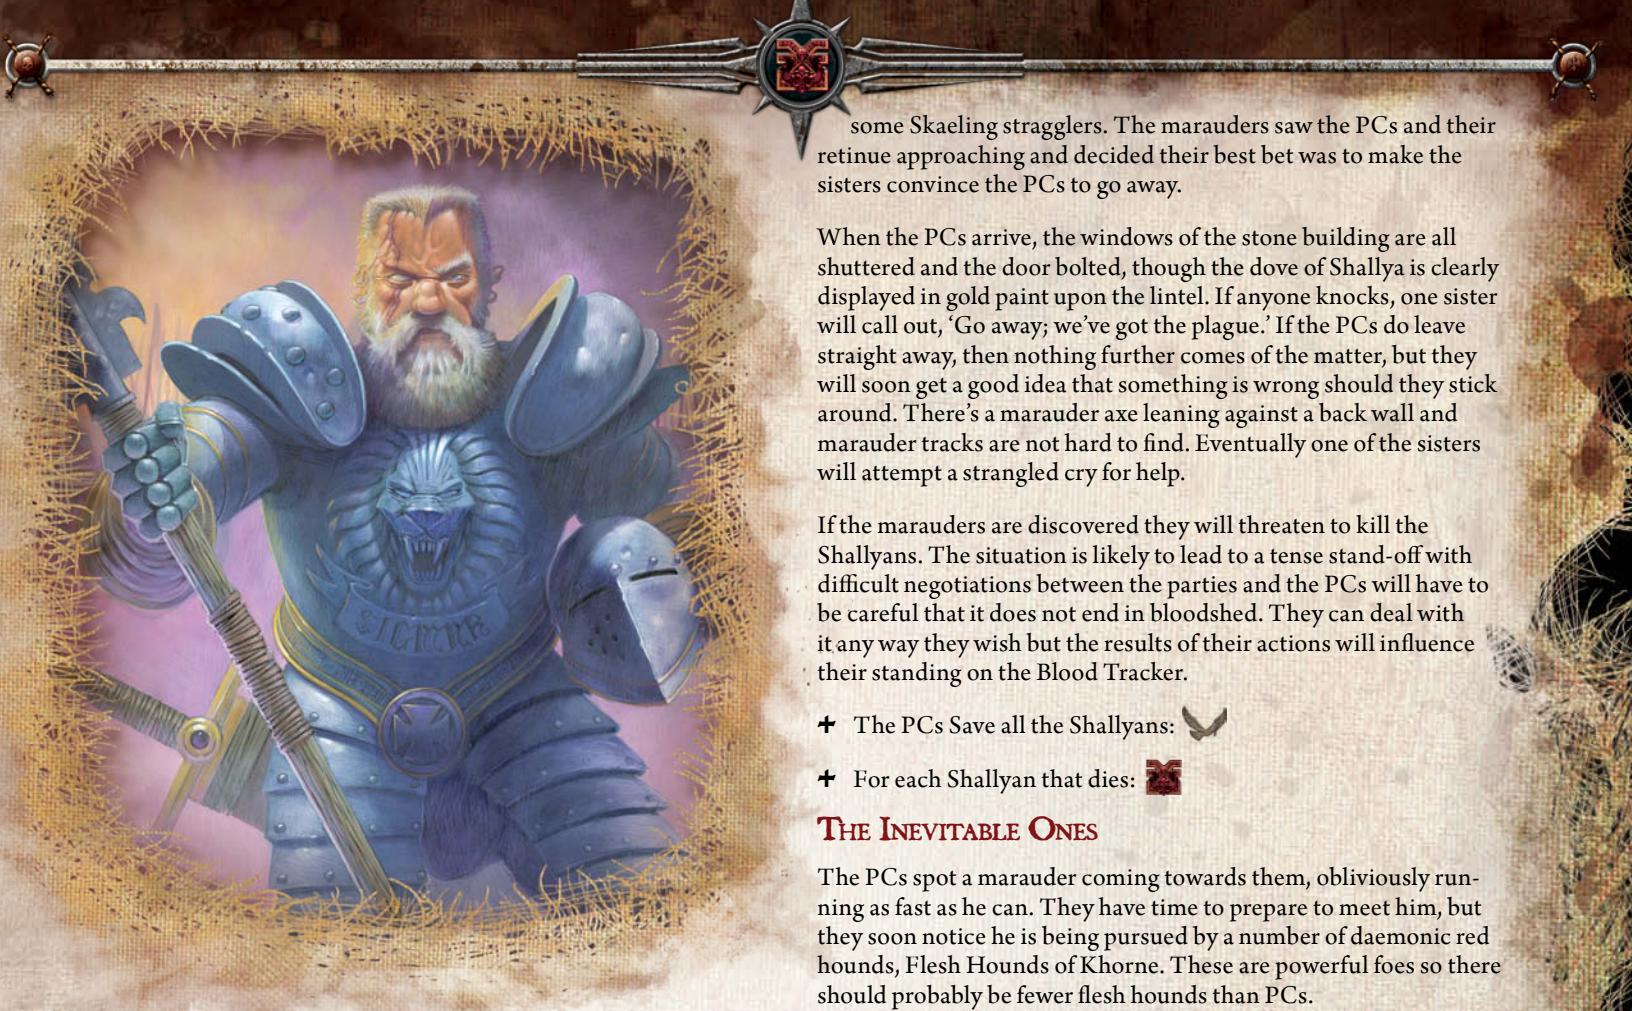 some Skaeling stragglers. The marauders saw the PCs and their
retinue approaching and decided their best bet was to make the
sisters convince the PCs to go away.
When the PCs arrive, the windows of the stone building are all
shuttered and the door bolted, though the dove of Shallya is clearly
displayed in gold paint upon the lintel. If anyone knocks, one sister
will call out, ‘Go away; we’ve got the plague.’ If the PCs do leave
straight away, then nothing further comes of the matter, but they
will soon get a good idea that something is wrong should they stick
around. There’s a marauder axe leaning against a back wall and
marauder tracks are not hard to find. Eventually one of the sisters
will attempt a strangled cry for help.
If the marauders are discovered they will threaten to kill the
Shallyans. The situation is likely to lead to a tense stand-off with
difficult negotiations between the parties and the PCs will have to
be careful that it does not end in bloodshed. They can deal with
it any way they wish but the results of their actions will influence
their standing on the Blood Tracker.
+ The PCs Save all the Shallyans:
+ For each Shallyan that dies:
The Inevitable Ones
The PCs spot a marauder coming towards them, obliviously run-
ning as fast as he can. They have time to prepare to meet him, but
they soon notice he is being pursued by a number of daemonic red
hounds, Flesh Hounds of Khorne. These are powerful foes so there
should probably be fewer flesh hounds than PCs.
SIGMAR